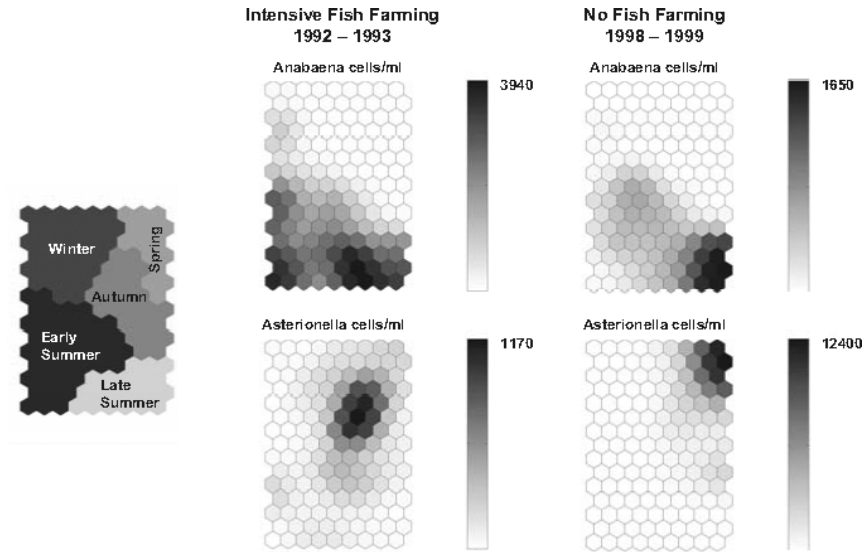 Intensive Fish Farming
1992 – 1993
No Fish Farming
1998 – 1999
Anabaena cells/ml
3940
Anabaena cells/ml
1650
Winter
Spring
Autumn
Early
Summer
Late
Summer
Asterionella cells/ml
1170
Asterionella cells/ml
12400